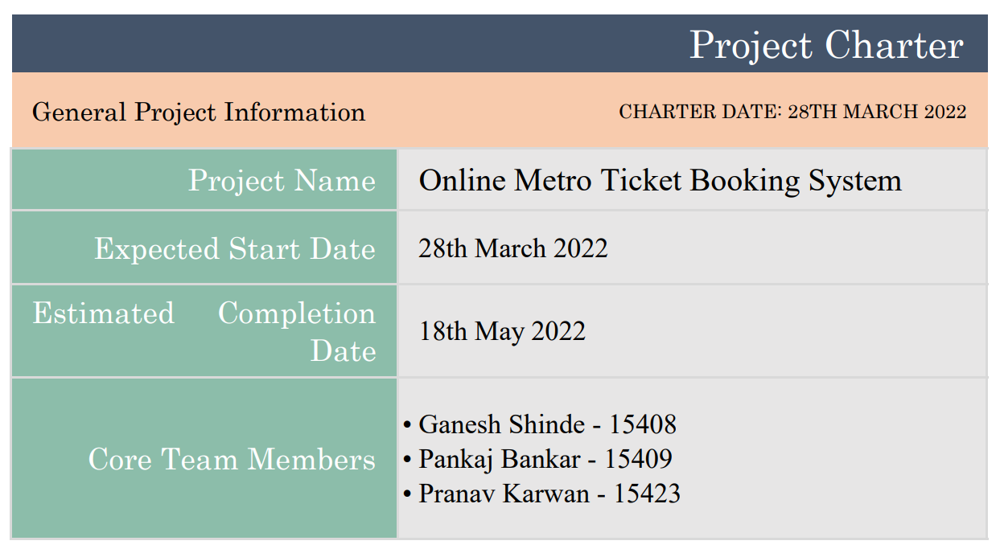 Project Charter
General Project Information CHARTER DATE: 28TH MARCH 2022
Project Name Online Metro Ticket Booking System
Expected Start Date 28th March 2022
Estimated Completion
Date 18th May 2022
Core Team Members
• Ganesh Shinde - 15408
• Pankaj Bankar - 15409
• Pranav Karwan - 15423